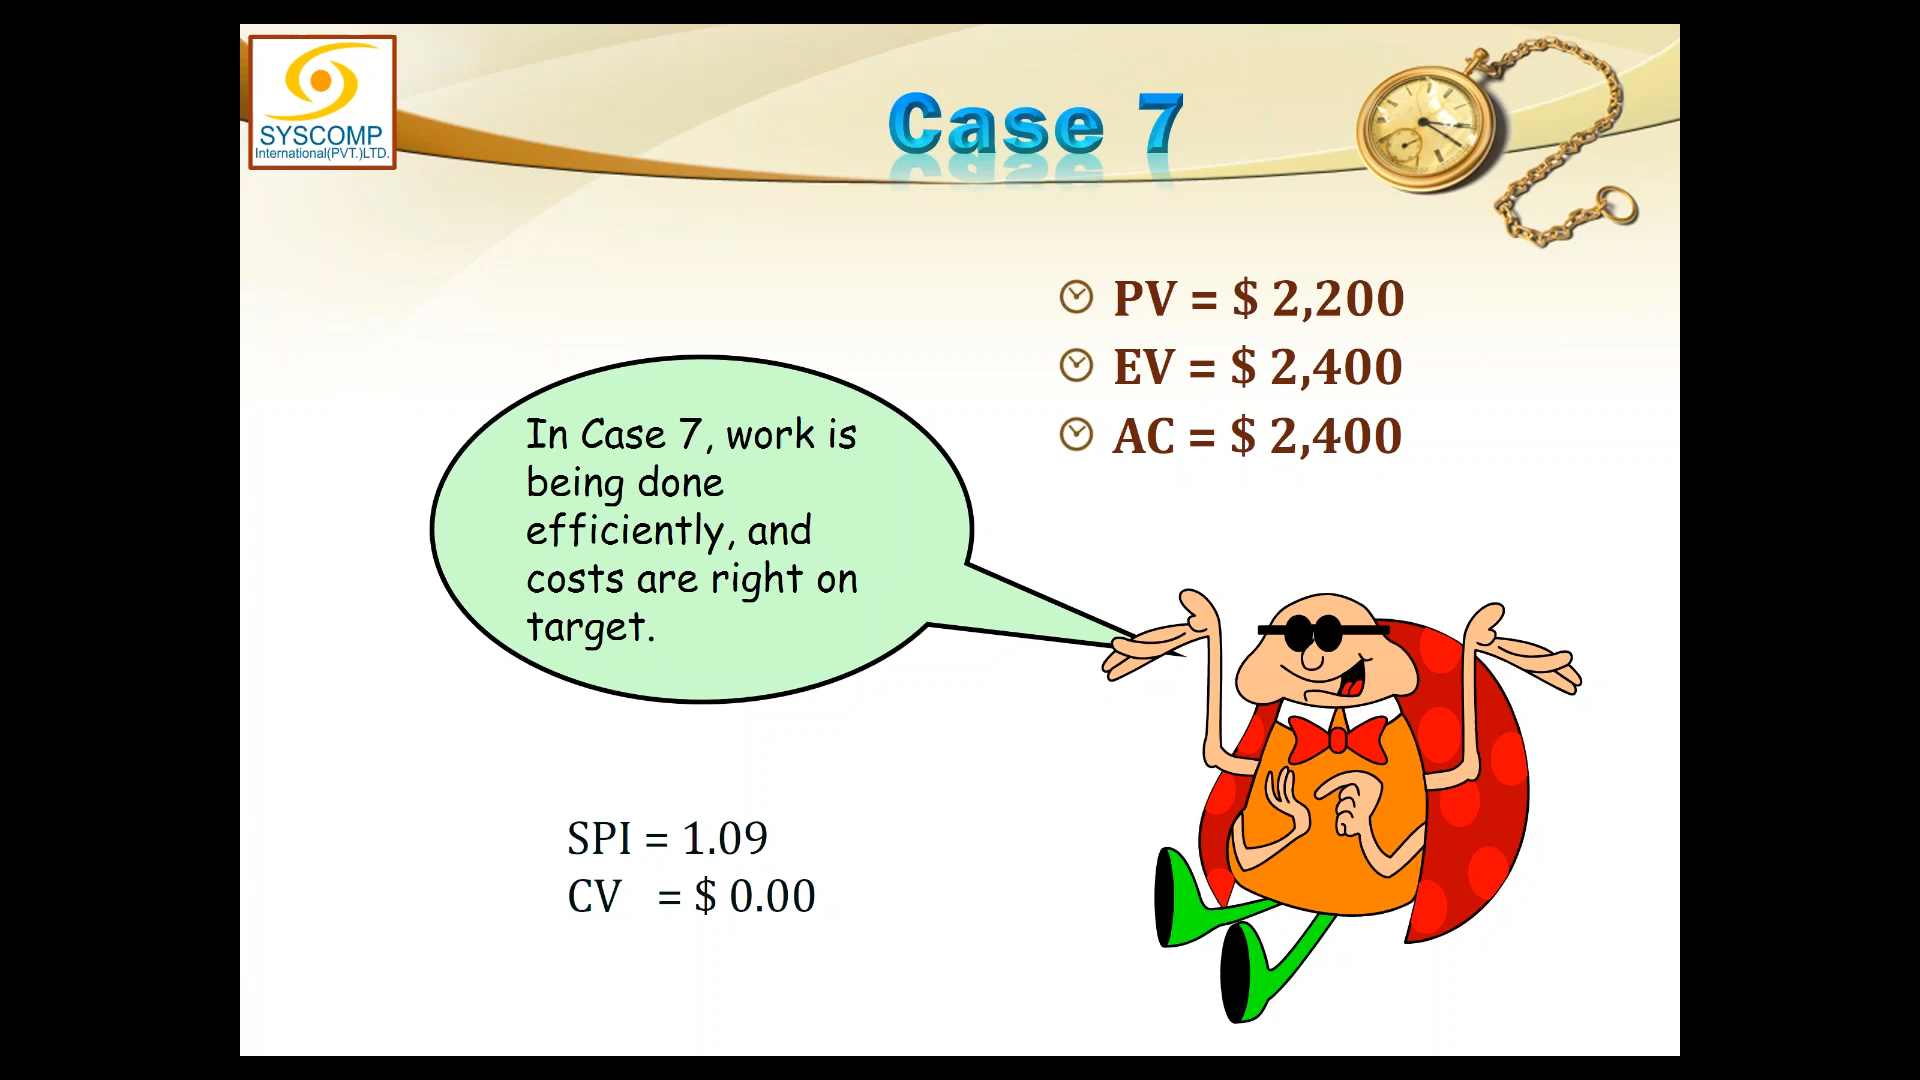 SYSCOMP
International(PVT.)LTD.
Case 7
PV = $ 2,200
EV = $ 2,400
AC = $ 2,400
In Case 7, work is
being done
efficiently, and
costs are right on
target.
SPI = 1.09
CV = $ 0.00